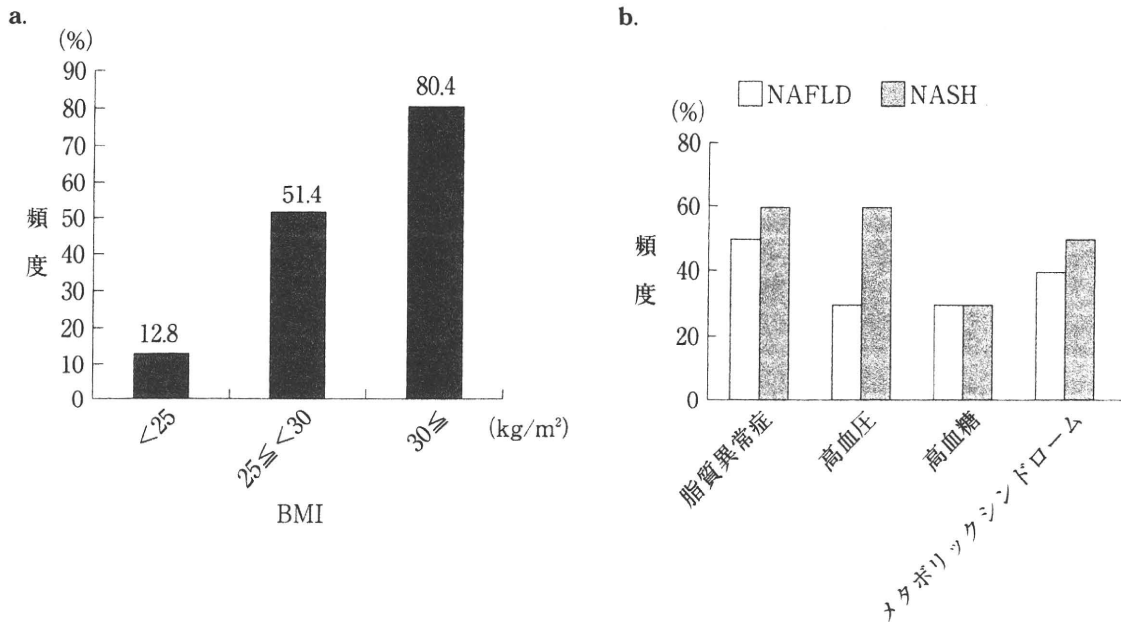 a.
(%)
90
80
70
60
50
40
30
20
10
0
頻度
12.8
51.4
80.4
<25
25≦ <30
30≦
(kg/m²)
BMI
b.
NAFLD NASH
(%)
80
60
40
20
0
頻度
脂質異常症
高血圧
高血糖
メタボリックシンドローム